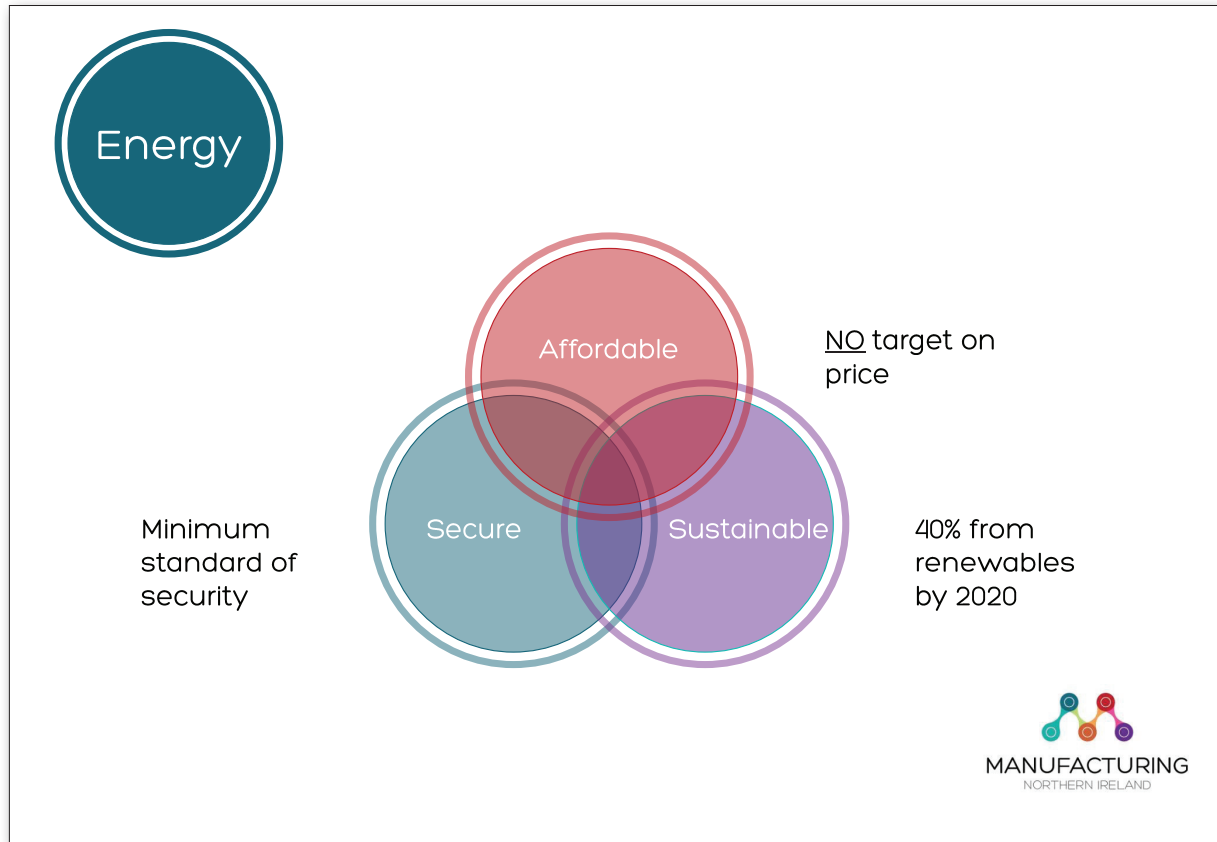 Energy
Affordable
NO target on
price
Secure
Sustainable
Minimum
standard of
security
40% from
renewables
by 2020
MANUFACTURING
NORTHERN IRELAND